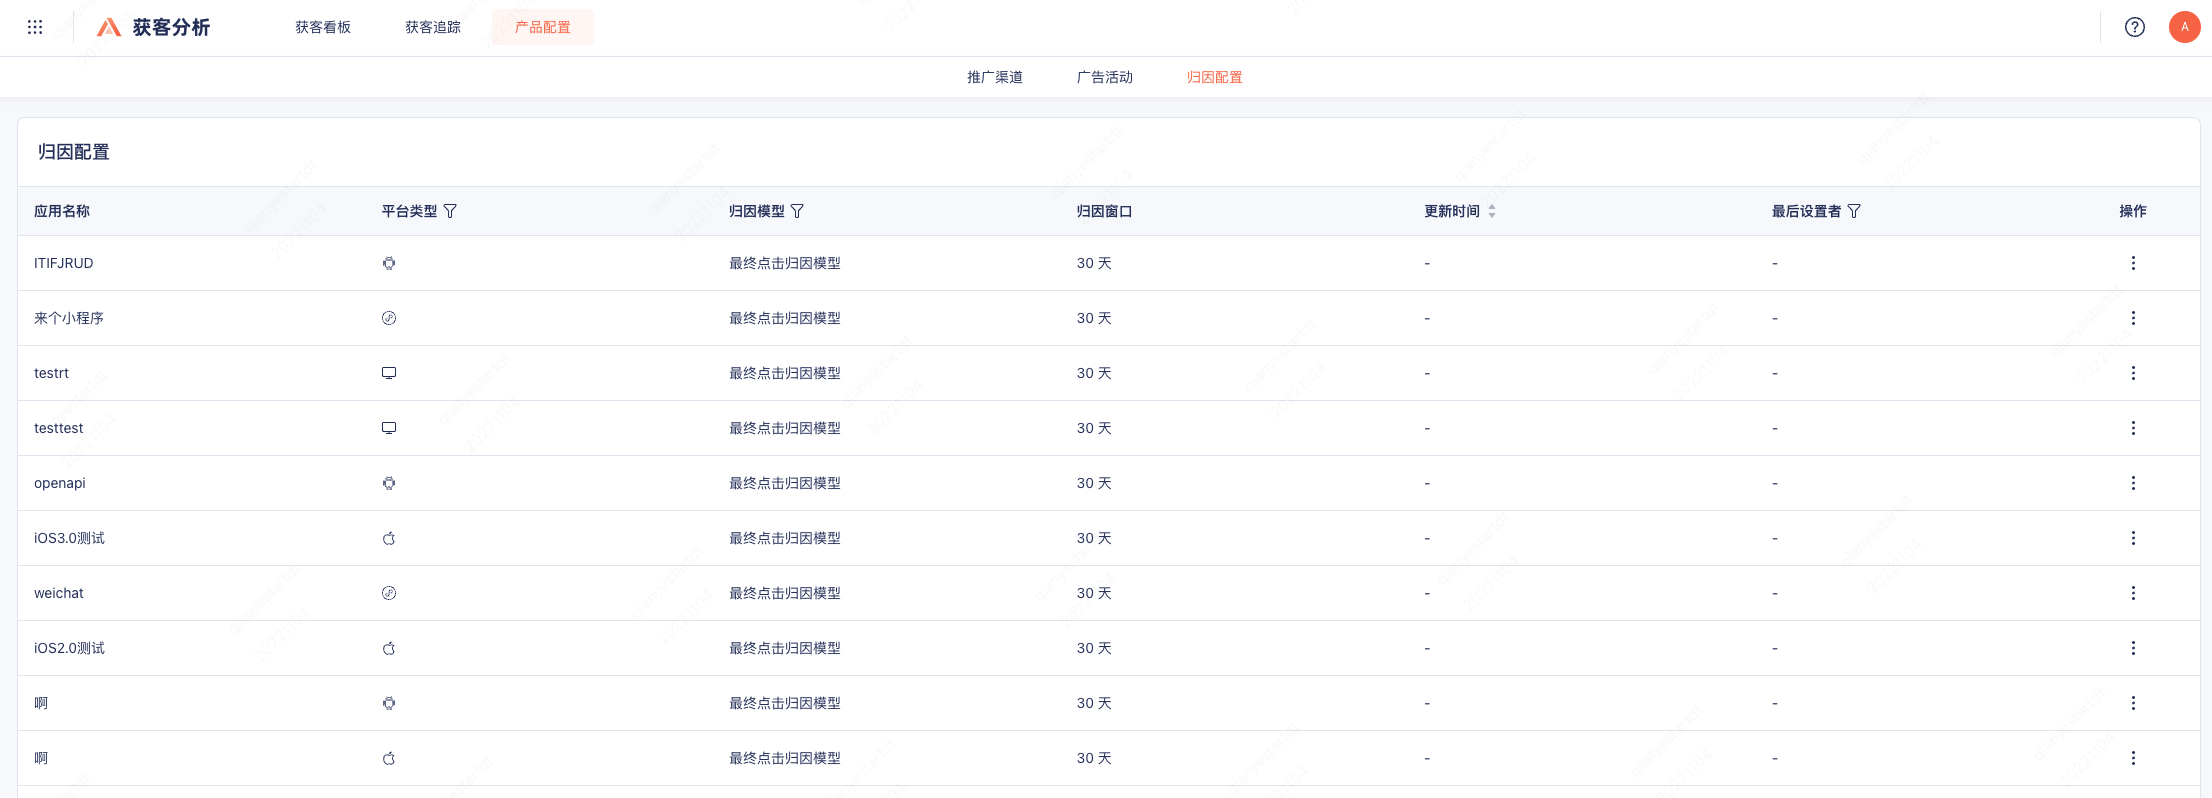 获客分析 获客看板 获客追踪 产品配置 A
推广渠道 广告活动 归因配置
归因配置
应用名称 平台类型 归因模型 归因窗口 更新时间 最后设置者 操作
ITIFJRUD 最终点击归因模型 30 天 - -
来个小程序 最终点击归因模型 30 天 - -
testrt 最终点击归因模型 30 天 - -
testtest 最终点击归因模型 30 天 - -
openapi 最终点击归因模型 30 天 - -
iOS3.0测试 最终点击归因模型 30 天 - -
weichat 最终点击归因模型 30 天 - -
iOS2.0测试 最终点击归因模型 30 天 - -
啊 最终点击归因模型 30 天 - -
啊 最终点击归因模型 30 天 - -